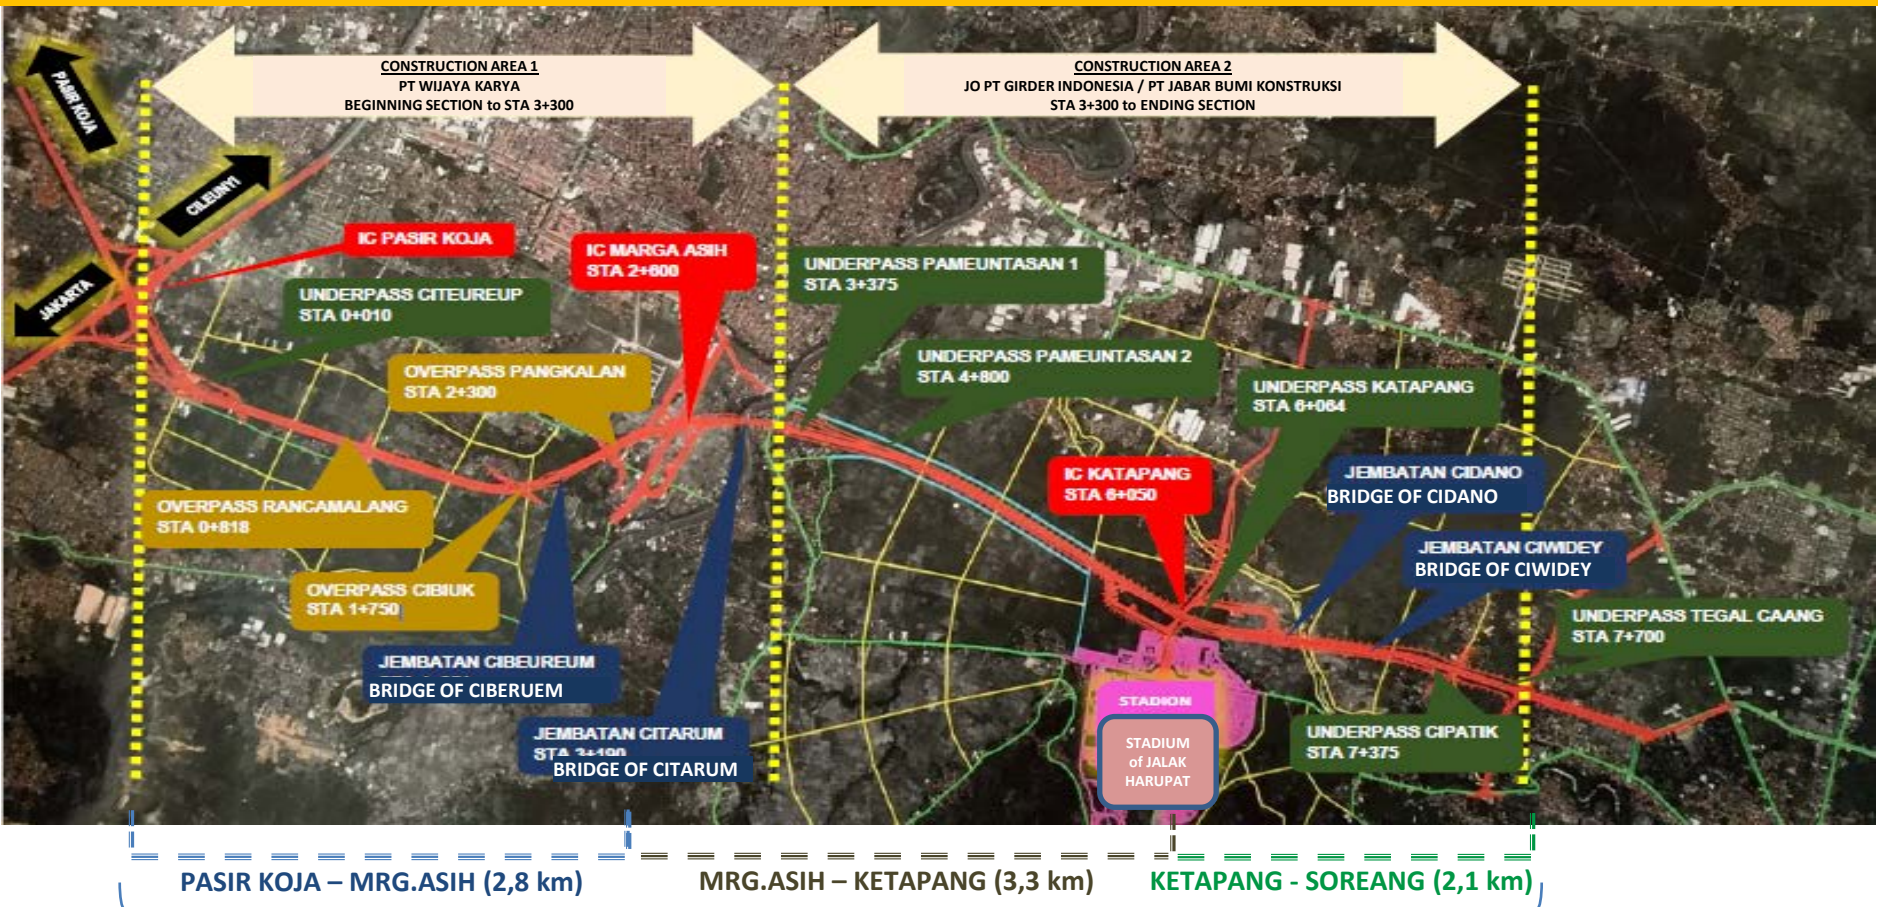 CONSTRUCTION AREA 1
PT WIJAYA KARYA
BEGINNING SECTION to STA 3+300
CONSTRUCTION AREA 2
JO PT GIRDER INDONESIA / PT JABAR BUMI KONSTRUKSI
STA 3+300 to ENDING SECTION
PASIR KOJA
CILEUNYI
JAKARTA
IC PASIR KOJA
UNDERPASS CITEUREUP
STA 0+010
IC MARGA ASIH
STA 2+600
UNDERPASS PAMEUNTASAN 1
STA 3+375
OVERPASS PANGKALAN
STA 2+300
UNDERPASS PAMEUNTASAN 2
STA 4+800
UNDERPASS KATAPANG
STA 6+064
OVERPASS RANCAMALANG
STA 0+818
IC KATAPANG
STA 6+050
JEMBATAN CIDANO
BRIDGE OF CIDANO
JEMBATAN CIWIDEY
BRIDGE OF CIWIDEY
OVERPASS CIBIUK
STA 1+750
UNDERPASS TEGAL CAANG
STA 7+700
JEMBATAN CIBEUREUM
BRIDGE OF CIBERUEM
JEMBATAN CITARUM
STA 3+190
BRIDGE OF CITARUM
STADION
STADIUM
of JALAK
HARUPAT
UNDERPASS CIPATIK
STA 7+375
PASIR KOJA – MRG.ASIH (2,8 km)
MRG.ASIH – KETAPANG (3,3 km)
KETAPANG - SOREANG (2,1 km)